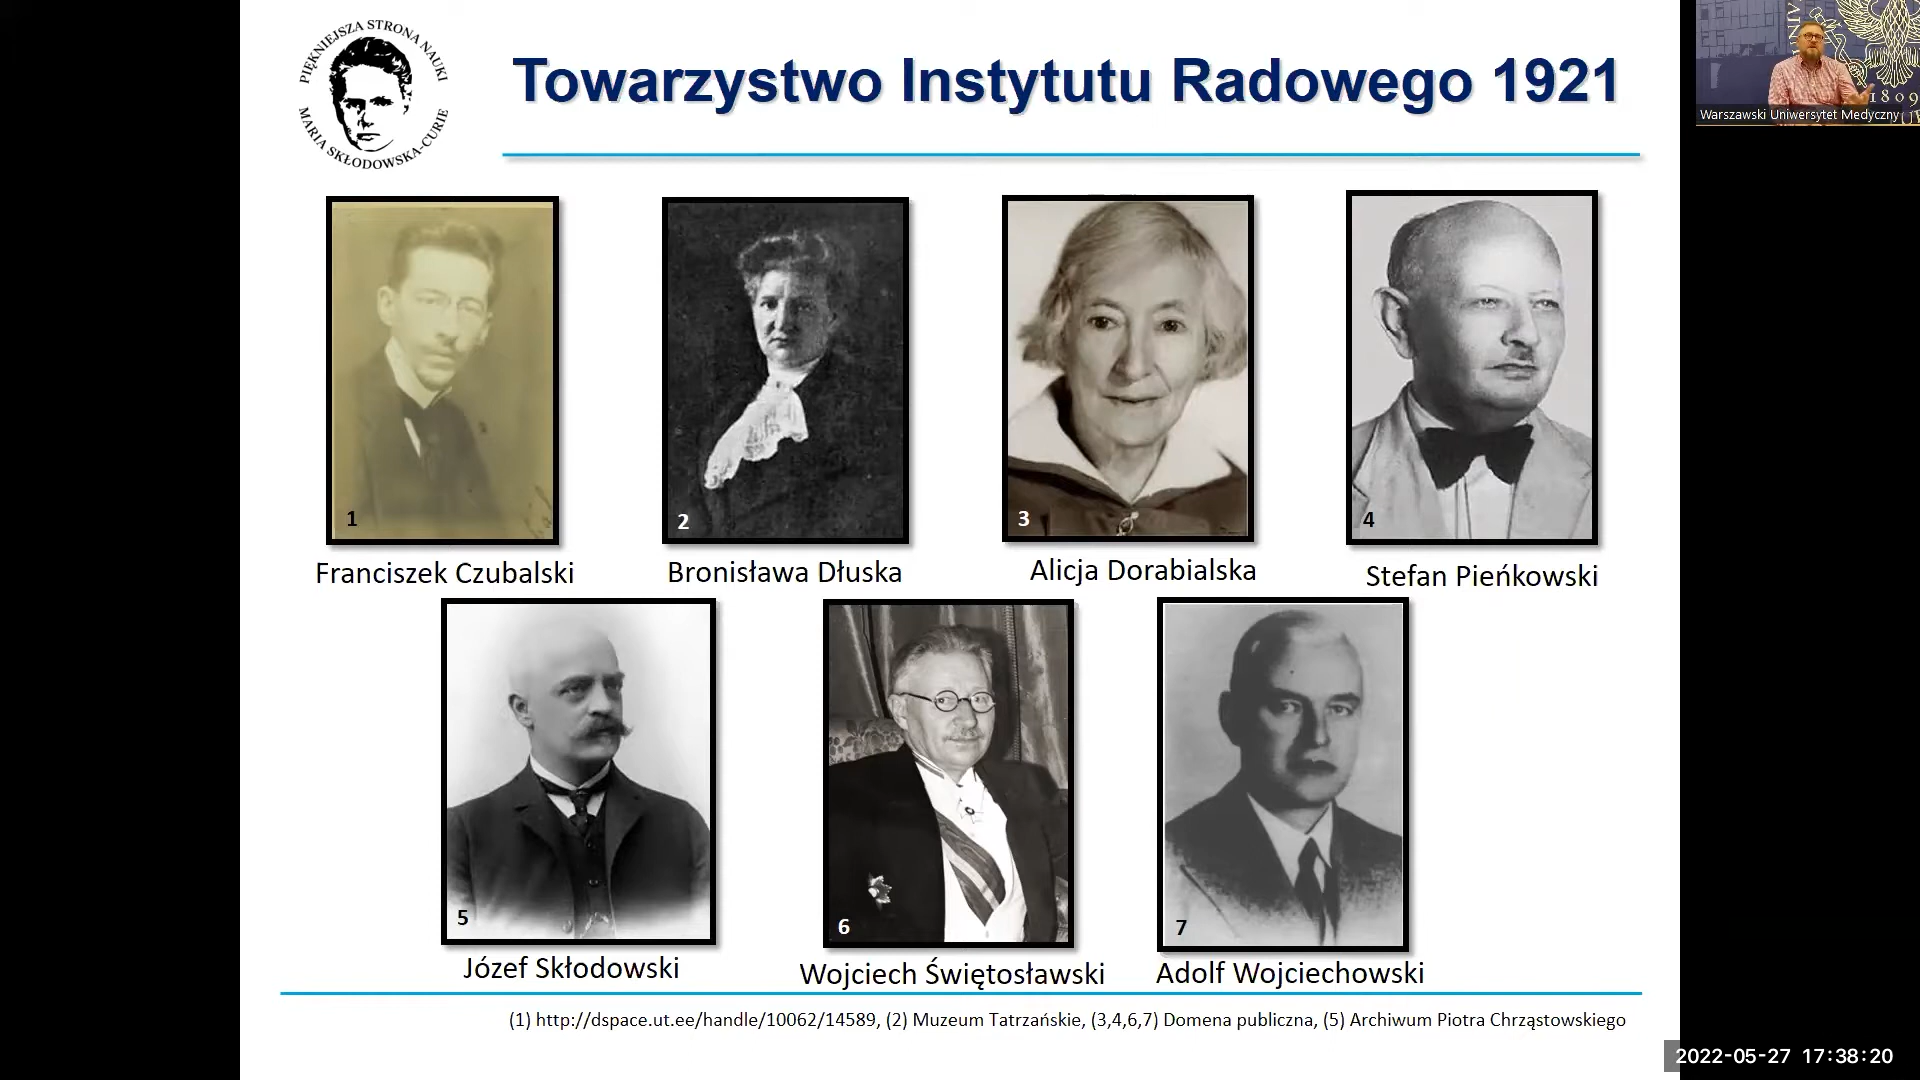 PIĘKNIEJSZA STRONA NAUKI
MARIA SKŁODOWSKA-CURIE
Towarzystwo Instytutu Radowego 1921
1809
Warszawski Uniwersytet Medyczny
1
2
3
4
Franciszek Czubalski
Bronisława Dłuska
Alicja Dorabialska
Stefan Pieńkowski
5
6
7
Józef Skłodowski
Wojciech Świętosławski
Adolf Wojciechowski
(1) http://dspace.ut.ee/handle/10062/14589, (2) Muzeum Tatrzańskie, (3,4,6,7) Domena publiczna, (5) Archiwum Piotra Chrząstowskiego
2022-05-27 17:38:20